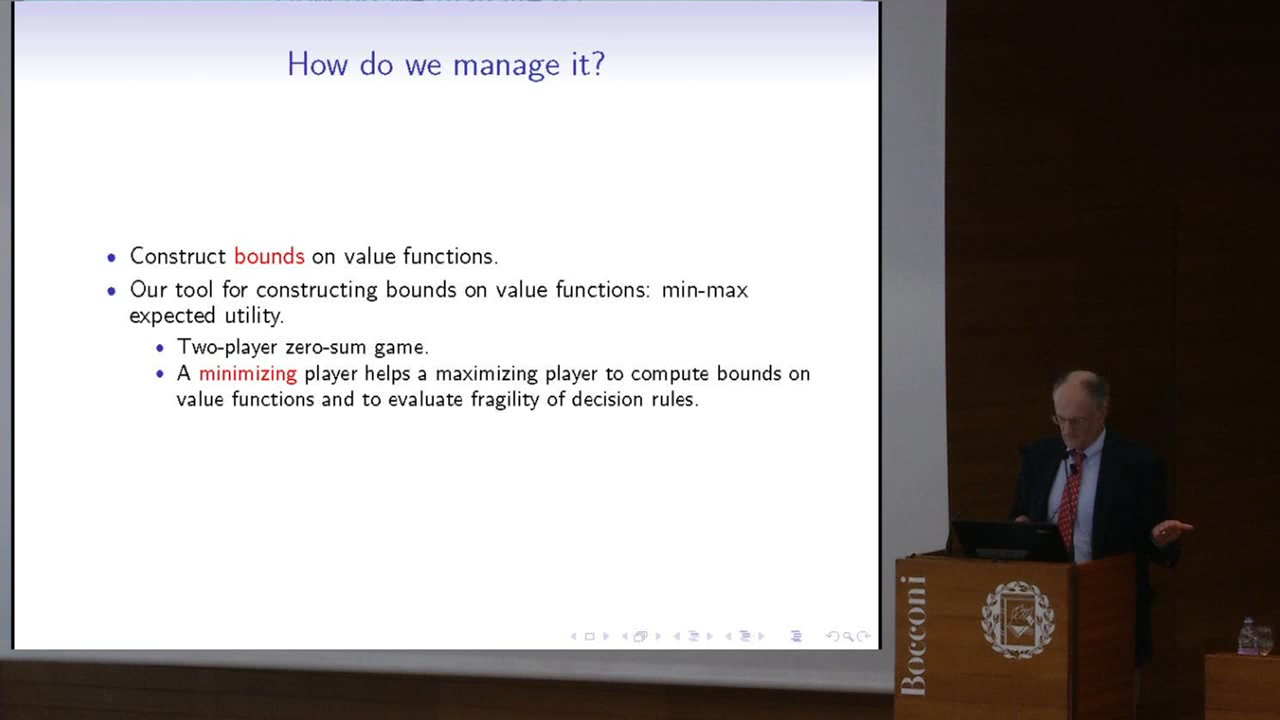 How do we manage it?
Construct bounds on value functions.
Our tool for constructing bounds on value functions: min-max
expected utility.
Two-player zero-sum game.
A minimizing player helps a maximizing player to compute bounds on
value functions and to evaluate fragility of decision rules.
Bocconi